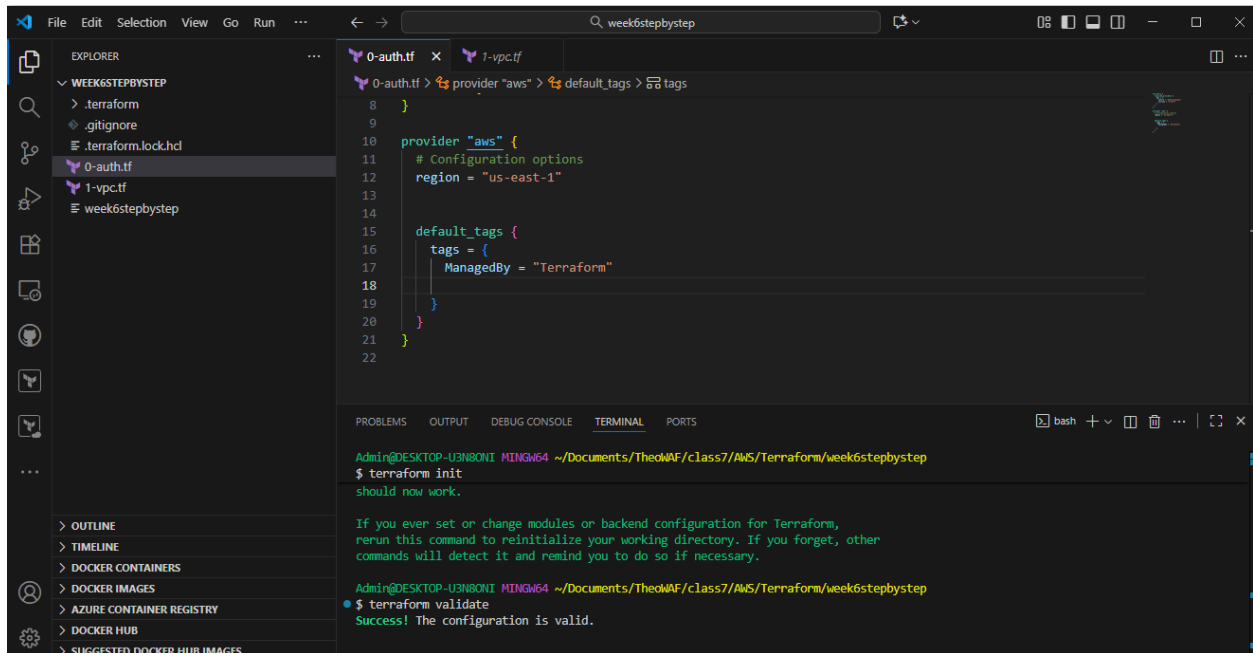 File Edit Selection View Go Run ... week6stepbystep
EXPLORER ...
WEEK6STEPBYSTEP
.terraform
.gitignore
.terraform.lock.hcl
0-auth.tf
1-vpc.tf
week6stepbystep
OUTLINE
TIMELINE
DOCKER CONTAINERS
DOCKER IMAGES
AZURE CONTAINER REGISTRY
DOCKER HUB
SUGGESTED DOCKER HUB IMAGES
0-auth.tf 1-vpc.tf ...
0-auth.tf > provider "aws" > default_tags > tags
8 }
9
10 provider "aws" {
11 # Configuration options
12 region = "us-east-1"
13
14
15 default_tags {
16 tags = {
17 ManagedBy = "Terraform"
18
19 }
20 }
21 }
22
PROBLEMS OUTPUT DEBUG CONSOLE TERMINAL PORTS bash ...
Admin@DESKTOP-U3N8ONI MINGW64 ~/Documents/TheoWAF/class7/AWS/Terraform/week6stepbystep
$ terraform init
should now work.
If you ever set or change modules or backend configuration for Terraform,
rerun this command to reinitialize your working directory. If you forget, other
commands will detect it and remind you to do so if necessary.
Admin@DESKTOP-U3N8ONI MINGW64 ~/Documents/TheoWAF/class7/AWS/Terraform/week6stepbystep
$ terraform validate
Success! The configuration is valid.